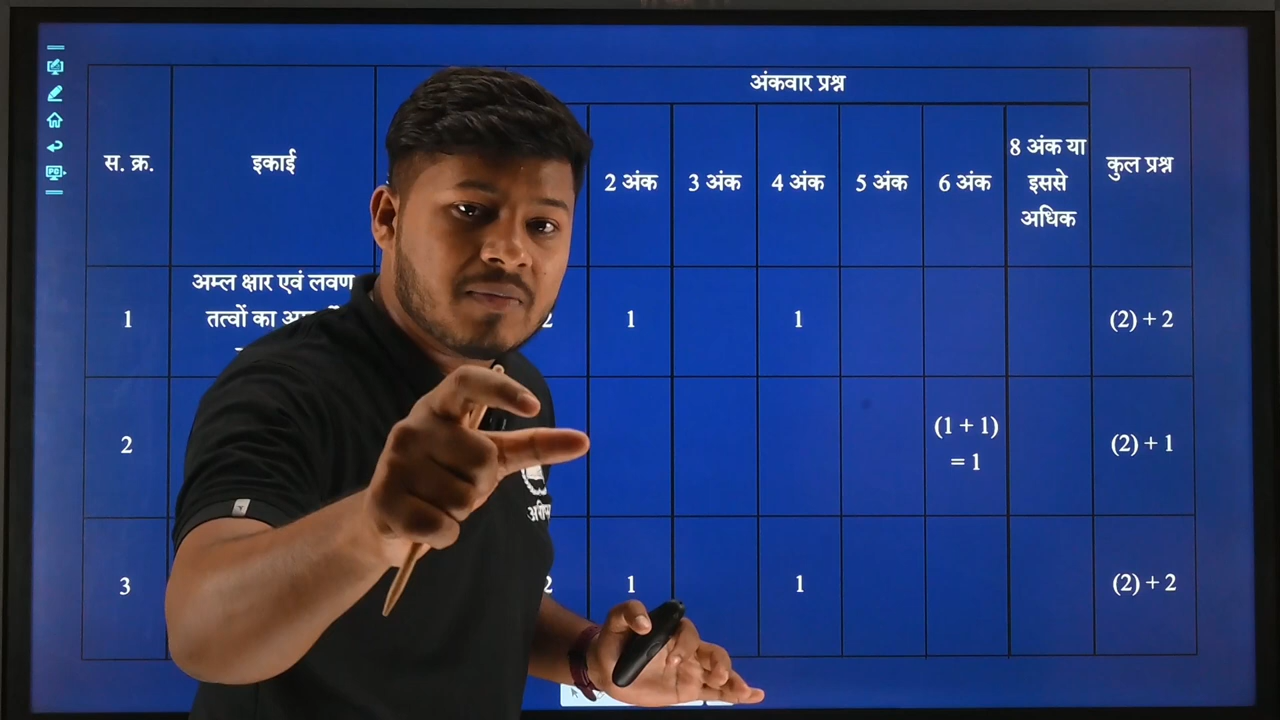 अंकवार प्रश्न
स. क्र.
इकाई
2 अंक
3 अंक
4 अंक
5 अंक
6 अंक
8 अंक या
इससे
अधिक
कुल प्रश्न
1
अम्ल क्षार एवं लवण
तत्वों का
2
1
1
(2) + 2
2
(1 + 1)
= 1
(2) + 1
3
2
1
1
(2) + 2